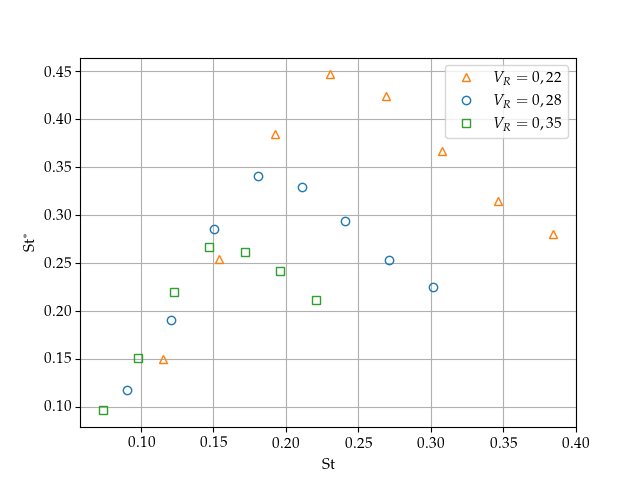 0.45
0.40
0.35
0.30
0.25
0.20
0.15
0.10
St*
0.10 0.15 0.20 0.25 0.30 0.35 0.40
St
V_R = 0, 22
V_R = 0, 28
V_R = 0, 35